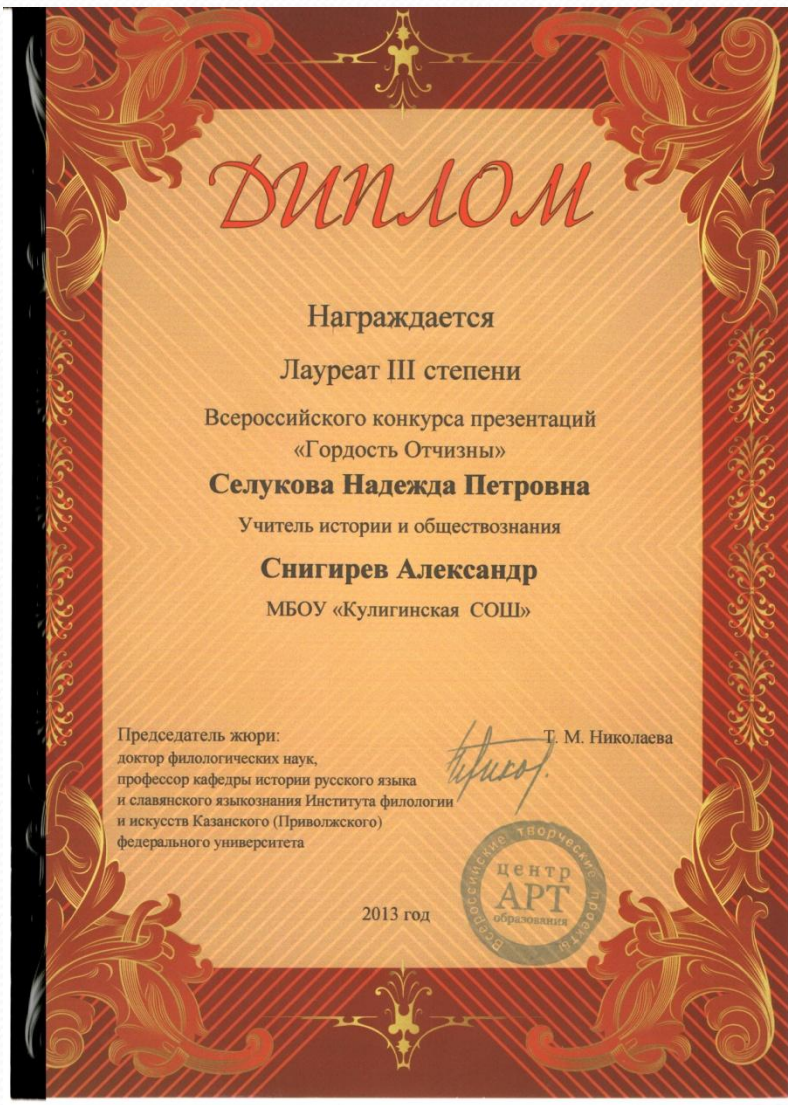 ДИПЛОМ
Награждается
Лауреат III степени
Всероссийского конкурса презентаций
«Гордость Отчизны»
Селукова Надежда Петровна
Учитель истории и обществознания
Снигирев Александр
МБОУ «Кулигинская СОШ»
Председатель жюри:
Т. М. Николаева
доктор филологических наук,
профессор кафедры истории русского языка
и славянского языкознания Института филологии
и искусств Казанского (Приволжского)
федерального университета
Всероссийские творческие проекты
центр
АРТ
образования
2013 год